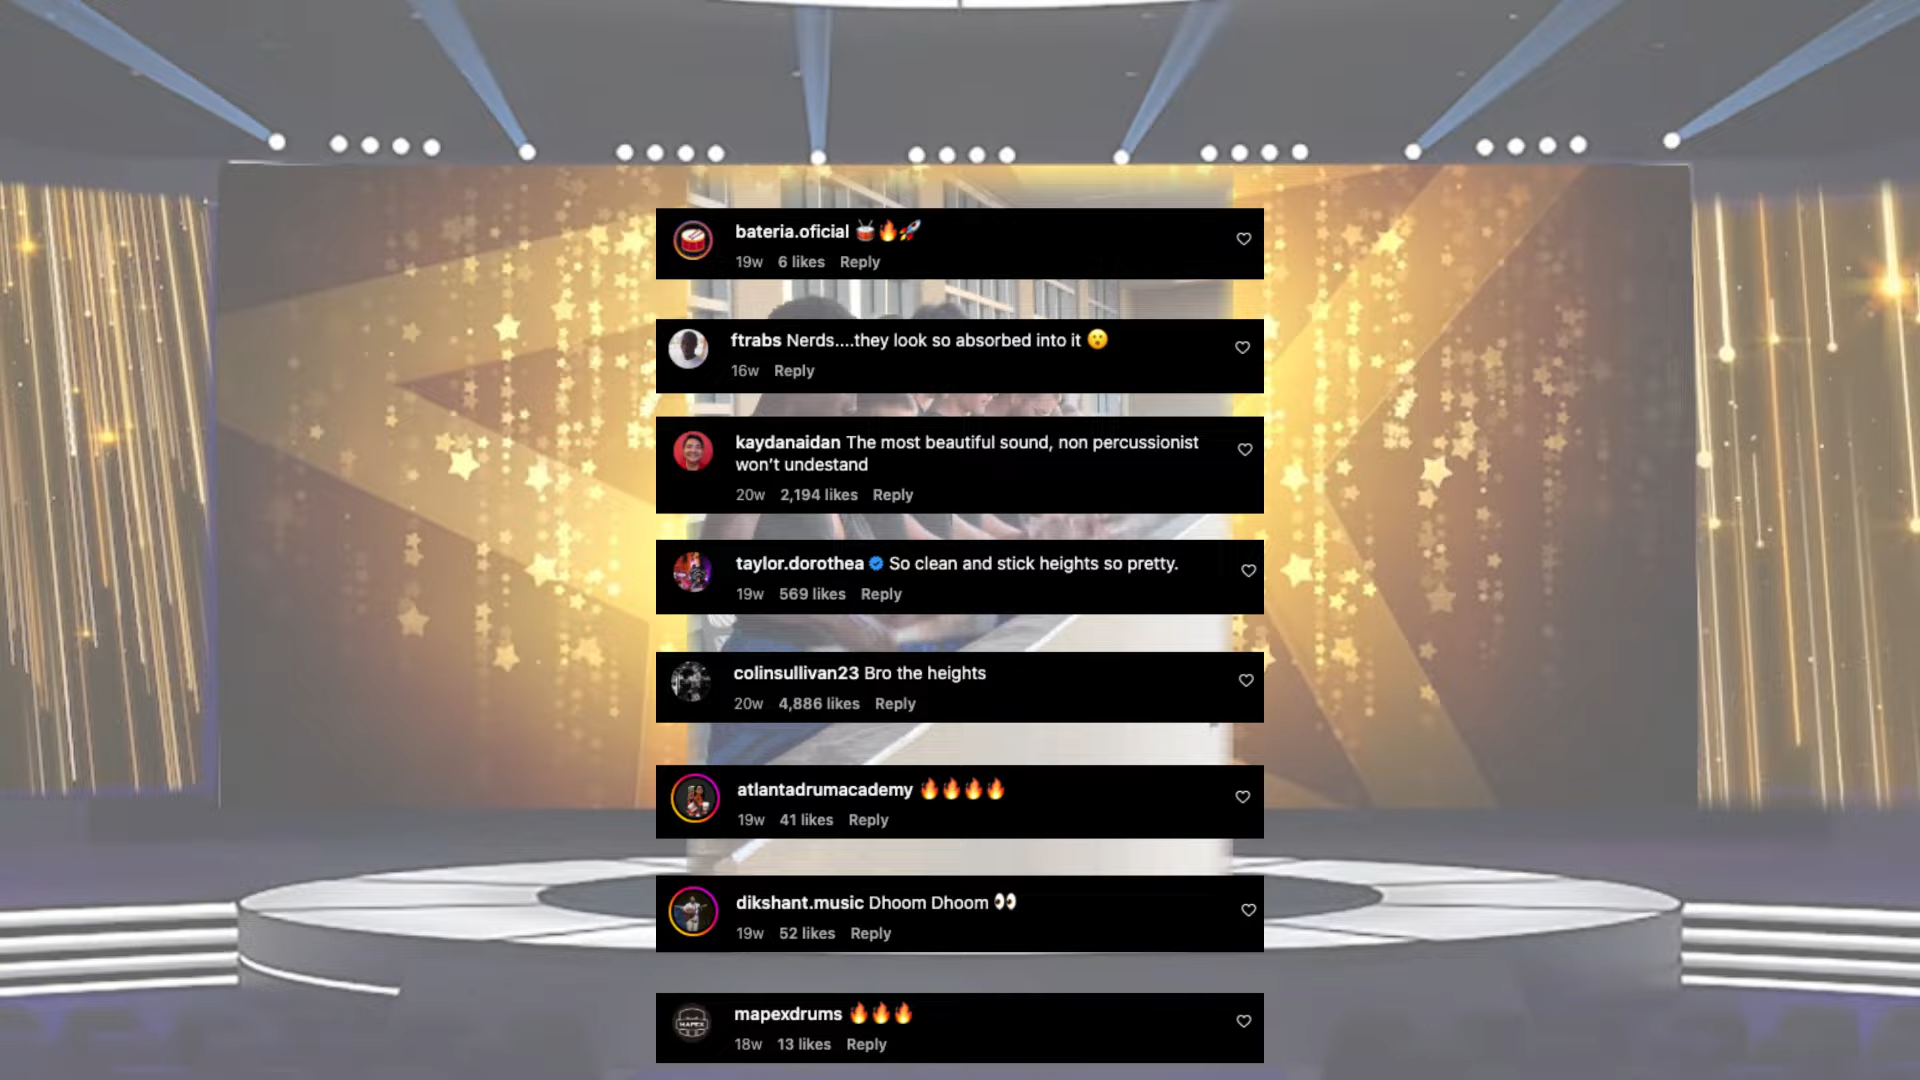 bateria.oficial 🥁🔥🚀
19w 6 likes Reply
ftrabs Nerds....they look so absorbed into it 😯
16w Reply
kaydanaidan The most beautiful sound, non percussionist
won't undestand
20w 2,194 likes Reply
taylor.dorothea So clean and stick heights so pretty.
19w 569 likes Reply
colinsullivan23 Bro the heights
20w 4,886 likes Reply
atlantadrumacademy 🔥🔥🔥🔥
19w 41 likes Reply
dikshant.music Dhoom Dhoom 👀
19w 52 likes Reply
MAPEX
mapexdrums 🔥🔥🔥
18w 13 likes Reply